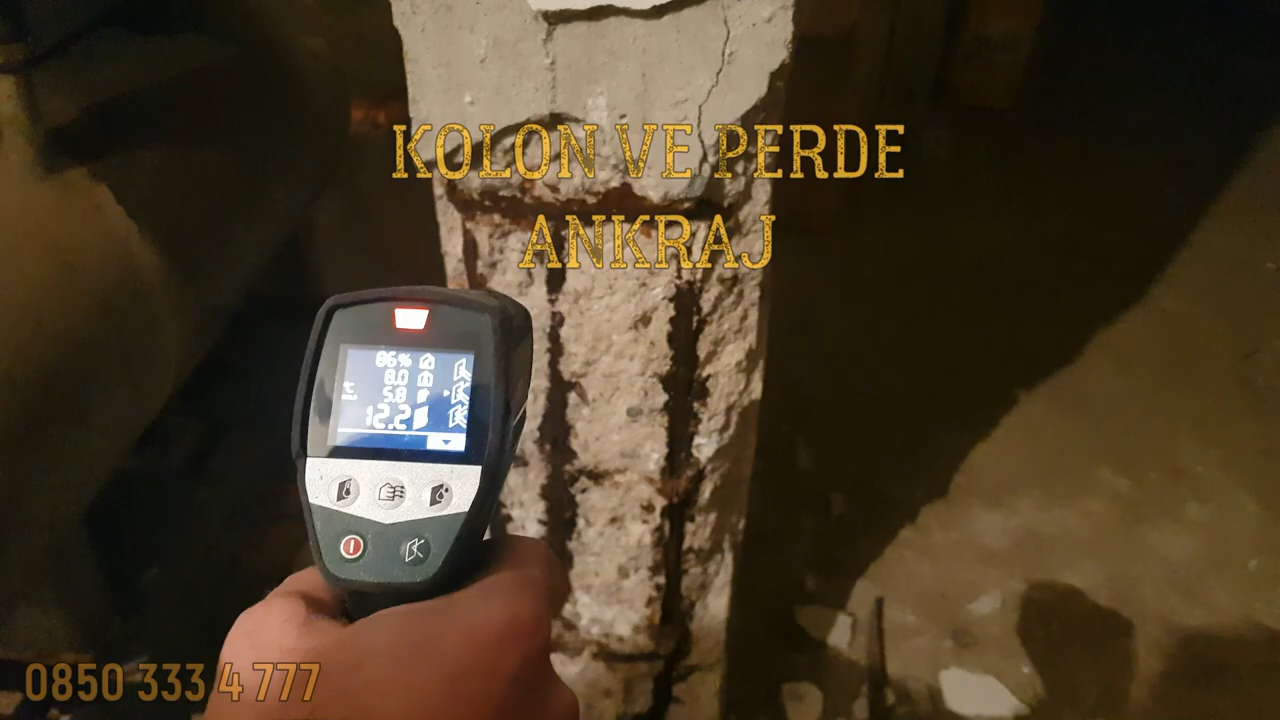 KOLON VE PERDE
ANKRAJ
86%
8.0
°C 5.8
12.2
0850 333 4 777